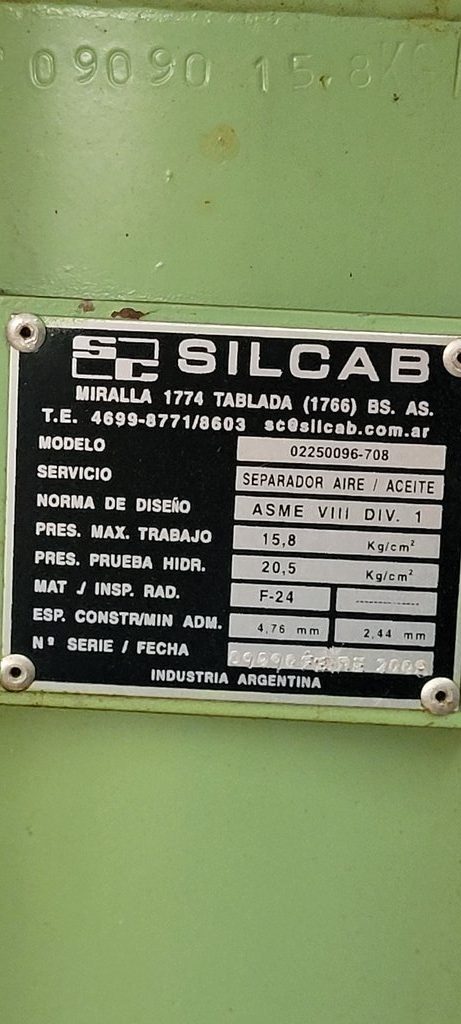 09090 15.8KG
SC SILCAB
MIRALLA 1774 TABLADA (1766) BS. AS.
T.E. 4699-8771/8603 sc@silcab.com.ar
MODELO 02250096-708
SERVICIO SEPARADOR AIRE / ACEITE
NORMA DE DISEÑO ASME VIII DIV. 1
PRES. MAX. TRABAJO 15,8 Kg/cm²
PRES. PRUEBA HIDR. 20,5 Kg/cm²
MAT / INSP. RAD. F-24 ------------
ESP. CONSTR/MIN ADM. 4,76 mm 2,44 mm
Nº SERIE / FECHA 09090
INDUSTRIA ARGENTINA